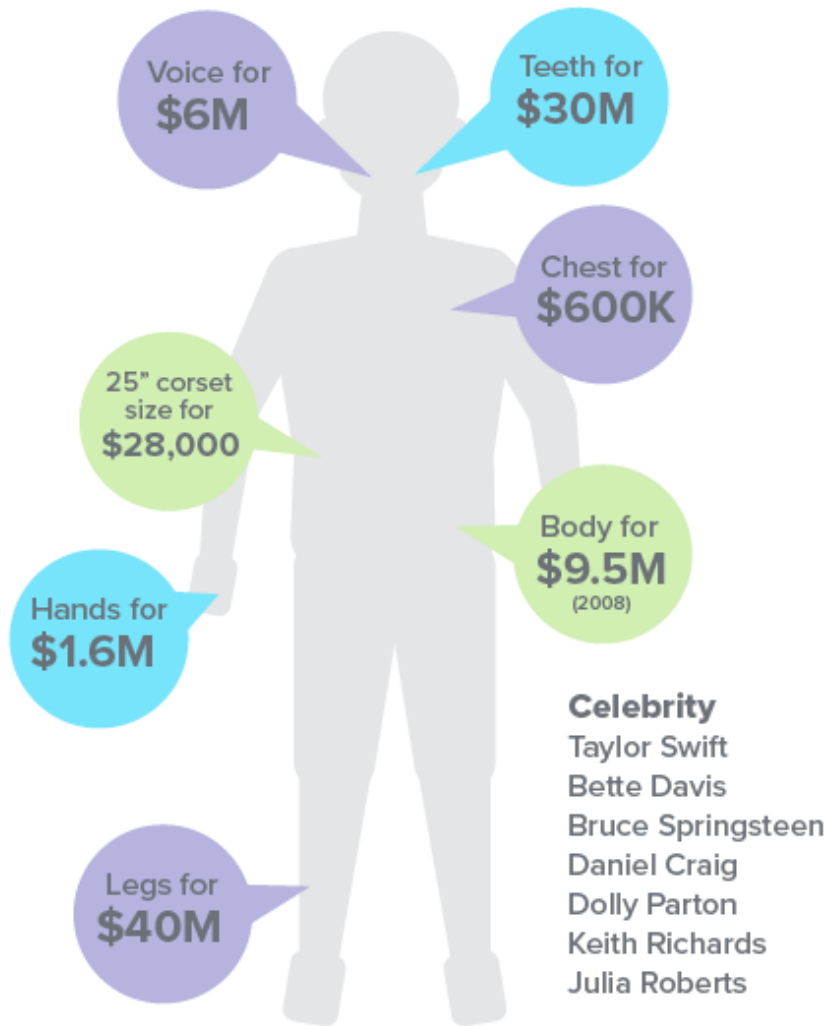 Voice for
$6M
Teeth for
$30M
Chest for
$600K
25” corset
size for
$28,000
Body for
$9.5M
(2008)
Hands for
$1.6M
Legs for
$40M
Celebrity
Taylor Swift
Bette Davis
Bruce Springsteen
Daniel Craig
Dolly Parton
Keith Richards
Julia Roberts